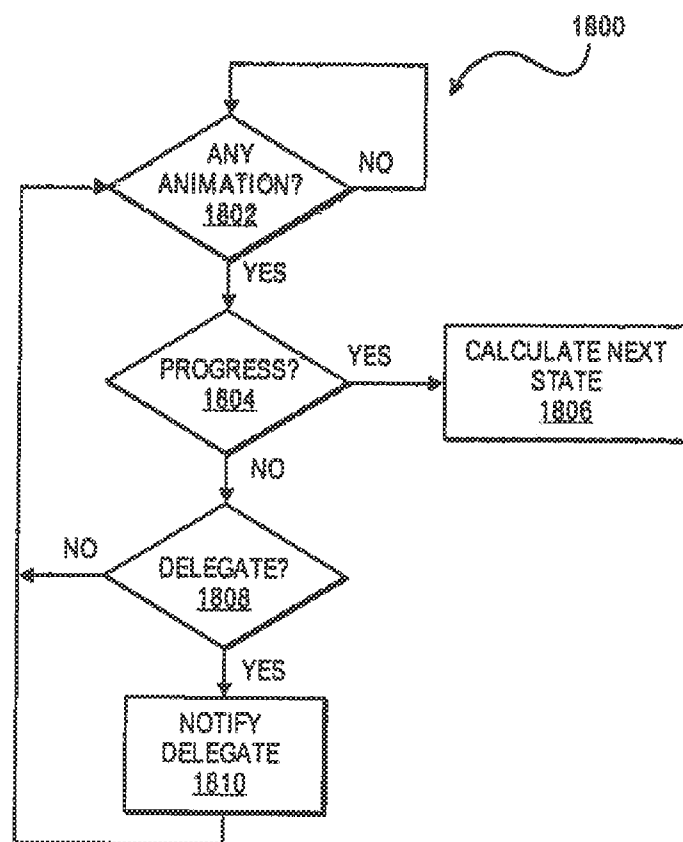 1800
ANY
ANIMATION?
1802
NO
YES
PROGRESS?
1804
YES
CALCULATE NEXT
STATE
1806
NO
DELEGATE?
1808
NO
YES
NOTIFY
DELEGATE
1810